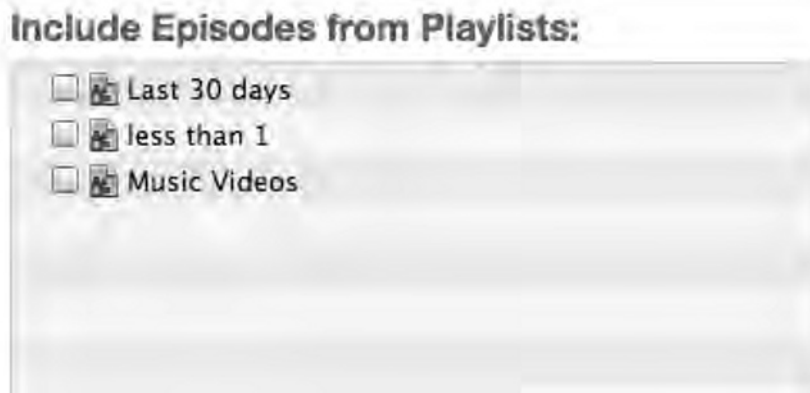 Include Episodes from Playlists:
Last 30 days
less than 1
Music Videos